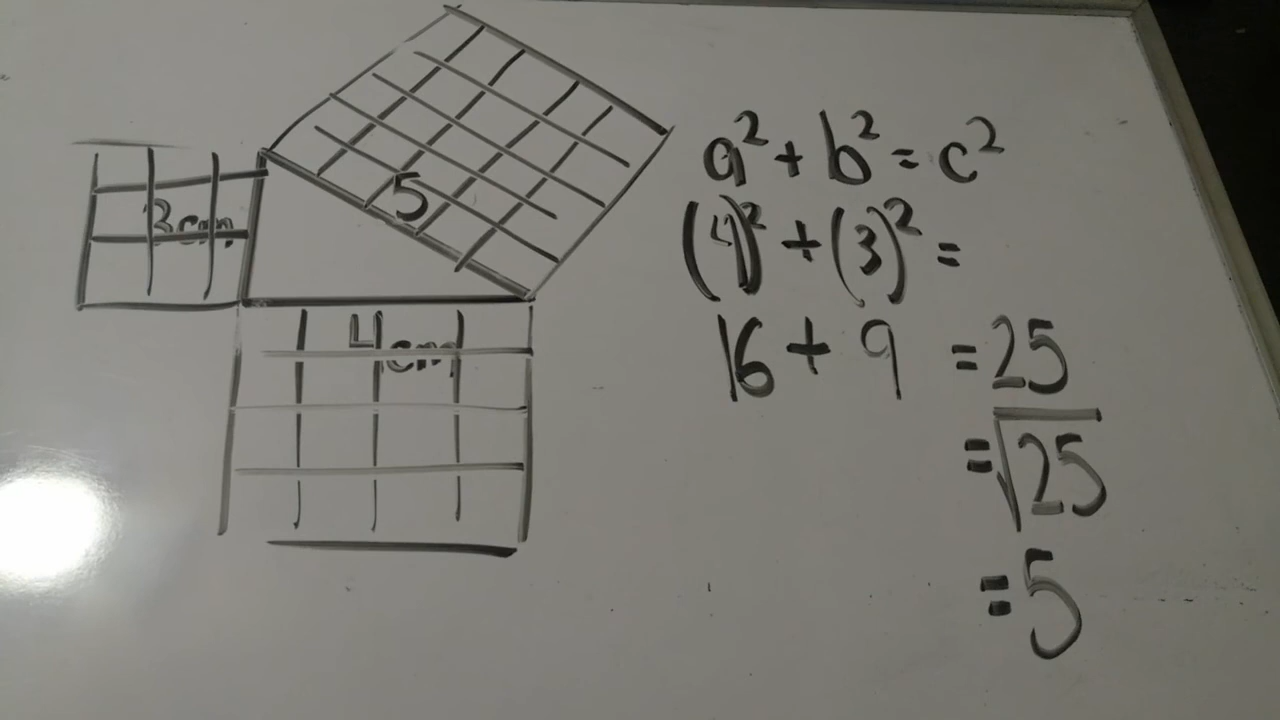 3cm
5
4cm
a² + b² = c²
(4)² + (3)² =
16 + 9 = 25
= √25
= 5